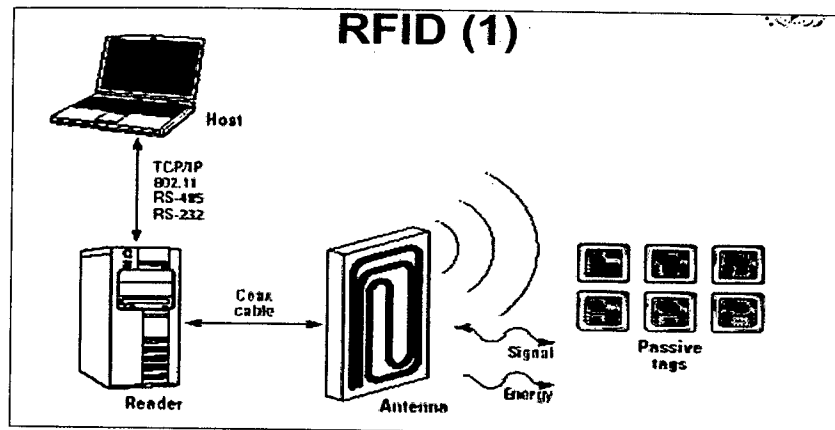 RFID (1)
Host
TCP/IP
802.11
RS-485
RS-232
Coax
cable
Reader
Antenna
Signal
Energy
Passive
tags